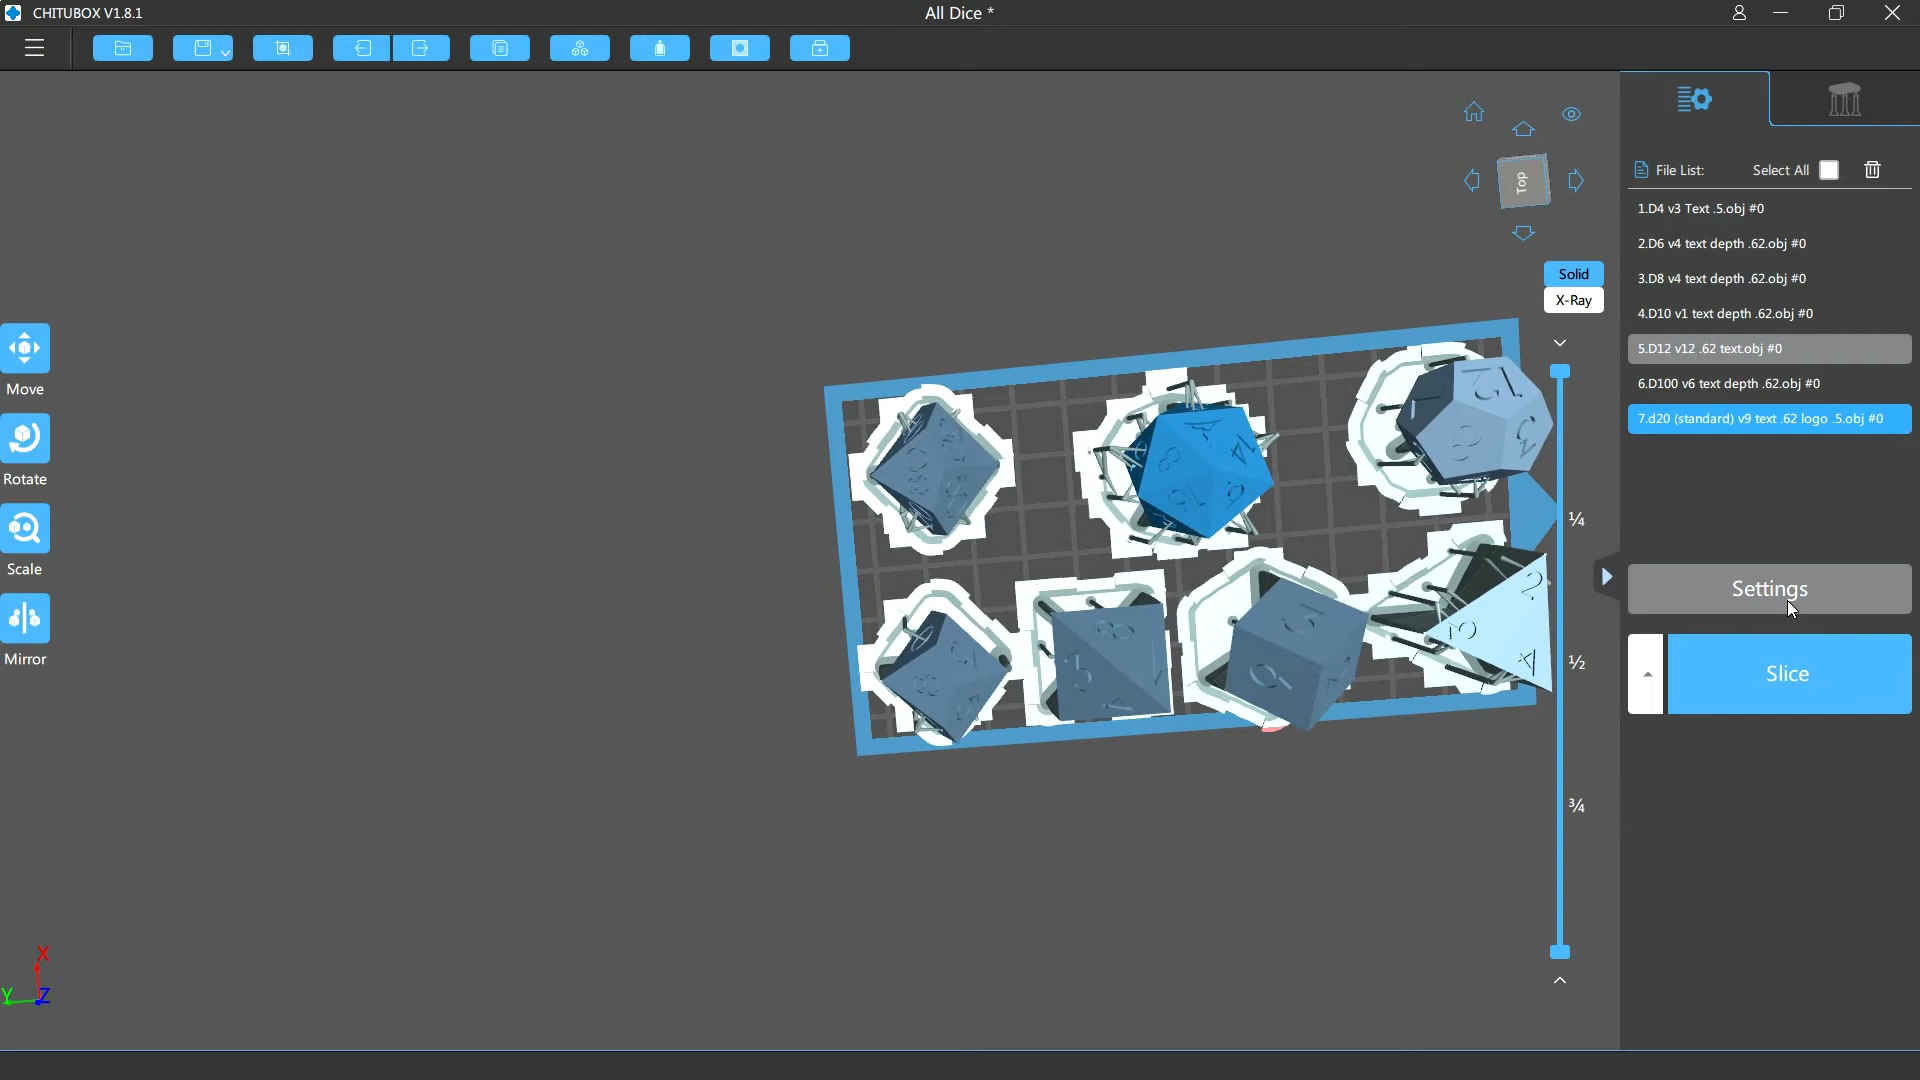 CHITUBOX V1.8.1
All Dice *
Top
Solid
X-Ray
¼
½
¾
Move
Rotate
Scale
Mirror
X
Y
Z
File List:
Select All
1.D4 v3 Text .5.obj #0
2.D6 v4 text depth .62.obj #0
3.D8 v4 text depth .62.obj #0
4.D10 v1 text depth .62.obj #0
5.D12 v12 .62 text.obj #0
6.D100 v6 text depth .62.obj #0
7.d20 (standard) v9 text .62 logo .5.obj #0
Settings
Slice